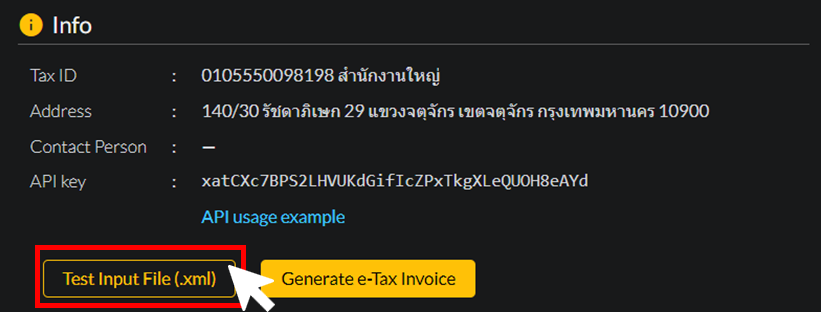 Info
Tax ID : 0105550098198 สำนักงานใหญ่
Address : 140/30 รัชดาภิเษก 29 แขวงจตุจักร เขตจตุจักร กรุงเทพมหานคร 10900
Contact Person : —
API key : xatCXc7BPS2LHVUKdGifIcZPxTkgXLeQUOH8eAYd
API usage example
Test Input File (.xml) Generate e-Tax Invoice